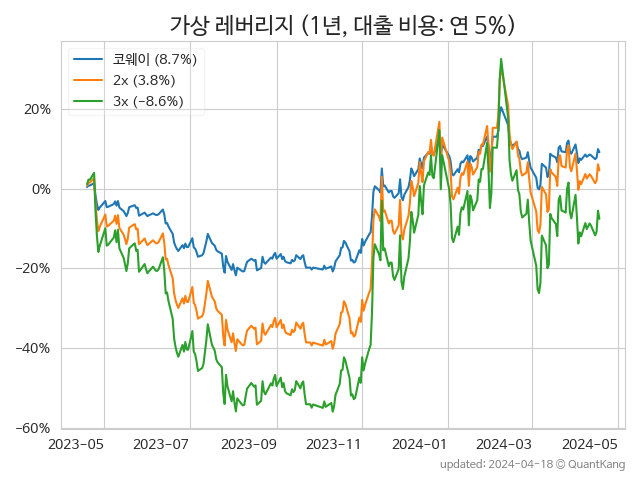 가상 레버리지 (1년, 대출 비용: 연 5%)
코웨이 (8.7%)
2x (3.8%)
3x (−8.6%)
20%
0%
−20%
−40%
−60%
2023-05 2023-07 2023-09 2023-11 2024-01 2024-03 2024-05
updated: 2024-04-18 © QuantKang